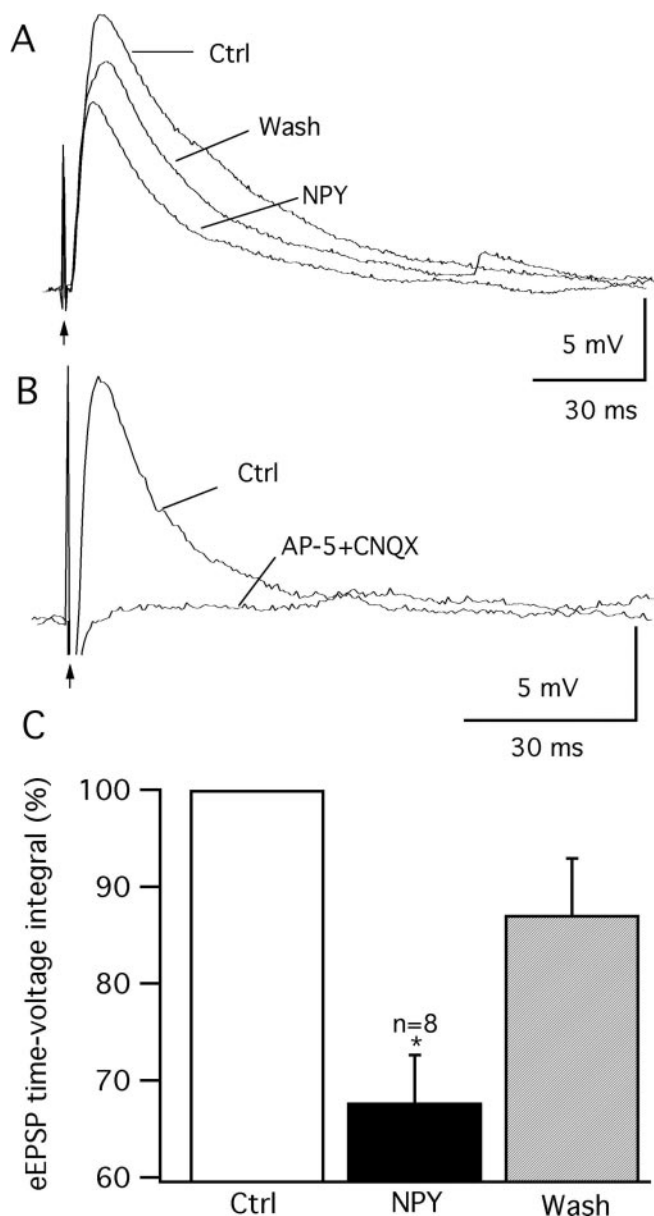 A
Ctrl
Wash
NPY
5 mV
30 ms
B
Ctrl
AP-5+CNQX
5 mV
30 ms
C
eEPSP time-voltage integral (%)
100
90
80
70
60
n=8
*
Ctrl
NPY
Wash